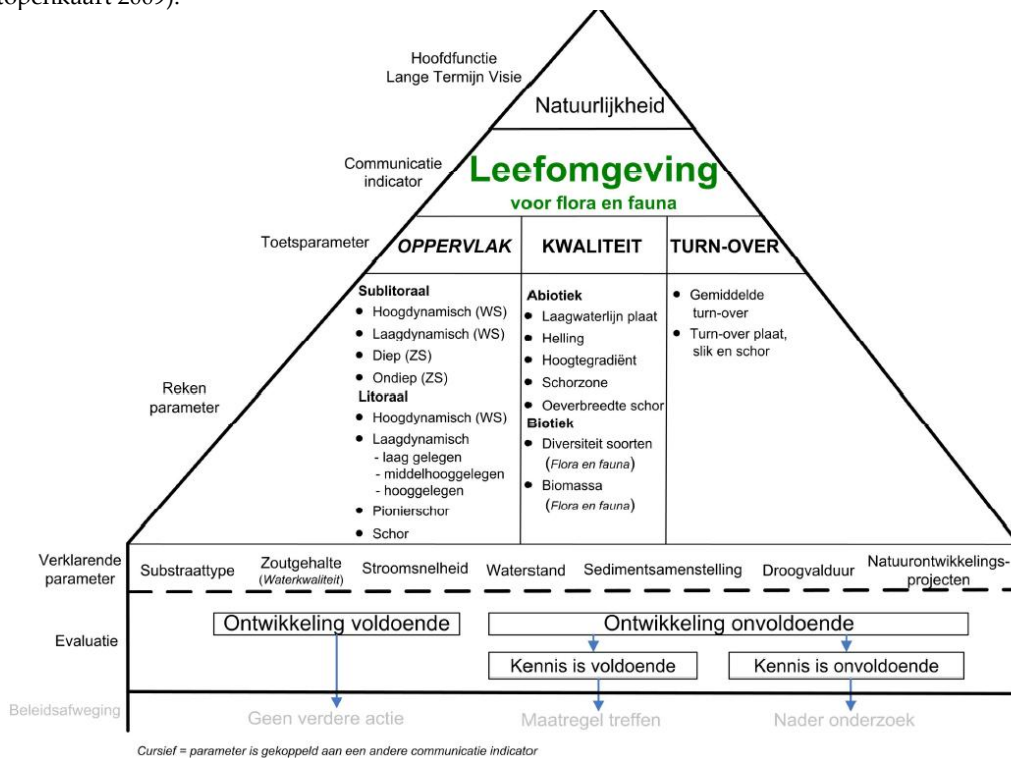 topenkaart 2009).
Hoofdfunctie
Lange Termijn Visie
Natuurlijkheid
Communicatie
indicator
Leefomgeving
voor flora en fauna
Toetsparameter
OPPERVLAK
KWALITEIT
TURN-OVER
Reken
parameter
Sublitoraal
• Hoogdynamisch (WS)
• Laagdynamisch (WS)
• Diep (ZS)
• Ondiep (ZS)
Litoraal
• Hoogdynamisch (WS)
• Laagdynamisch
- laag gelegen
- middelhooggelegen
- hooggelegen
• Pionierschor
• Schor
Abiotiek
• Laagwaterlijn plaat
• Helling
• Hoogtegradiënt
• Schorzone
• Oeverbreedte schor
Biotiek
• Diversiteit soorten
(Flora en fauna)
• Biomassa
(Flora en fauna)
• Gemiddelde
turn-over
• Turn-over plaat,
slik en schor
Verklarende
parameter
Substraattype
Zoutgehalte
(Waterkwaliteit)
Stroomsnelheid
Waterstand
Sedimentsamenstelling
Droogvalduur
Natuurontwikkelings-
projecten
Evaluatie
Ontwikkeling voldoende
Ontwikkeling onvoldoende
Kennis is voldoende
Kennis is onvoldoende
Beleidsafweging
Geen verdere actie
Maatregel treffen
Nader onderzoek
Cursief = parameter is gekoppeld aan een andere communicatie indicator